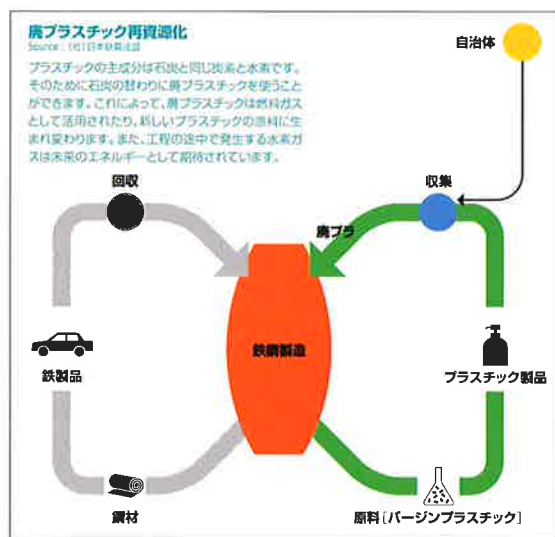 廃プラスチック再資源化
Source : (社)日本鉄鋼連盟
プラスチックの主成分は石炭と同じ炭素と水素です。
そのために石炭の替わりに廃プラスチックを使うこと
ができます。これによって、廃プラスチックは燃料ガス
として活用されたり、新しいプラスチックの原料に生
まれ変わります。また、工程の途中で発生する水素ガ
スは未来のエネルギーとして期待されています。
自治体
回収
収集
廃プラ
鉄鋼製造
鉄製品
プラスチック製品
鋼材
原料[バージンプラスチック]